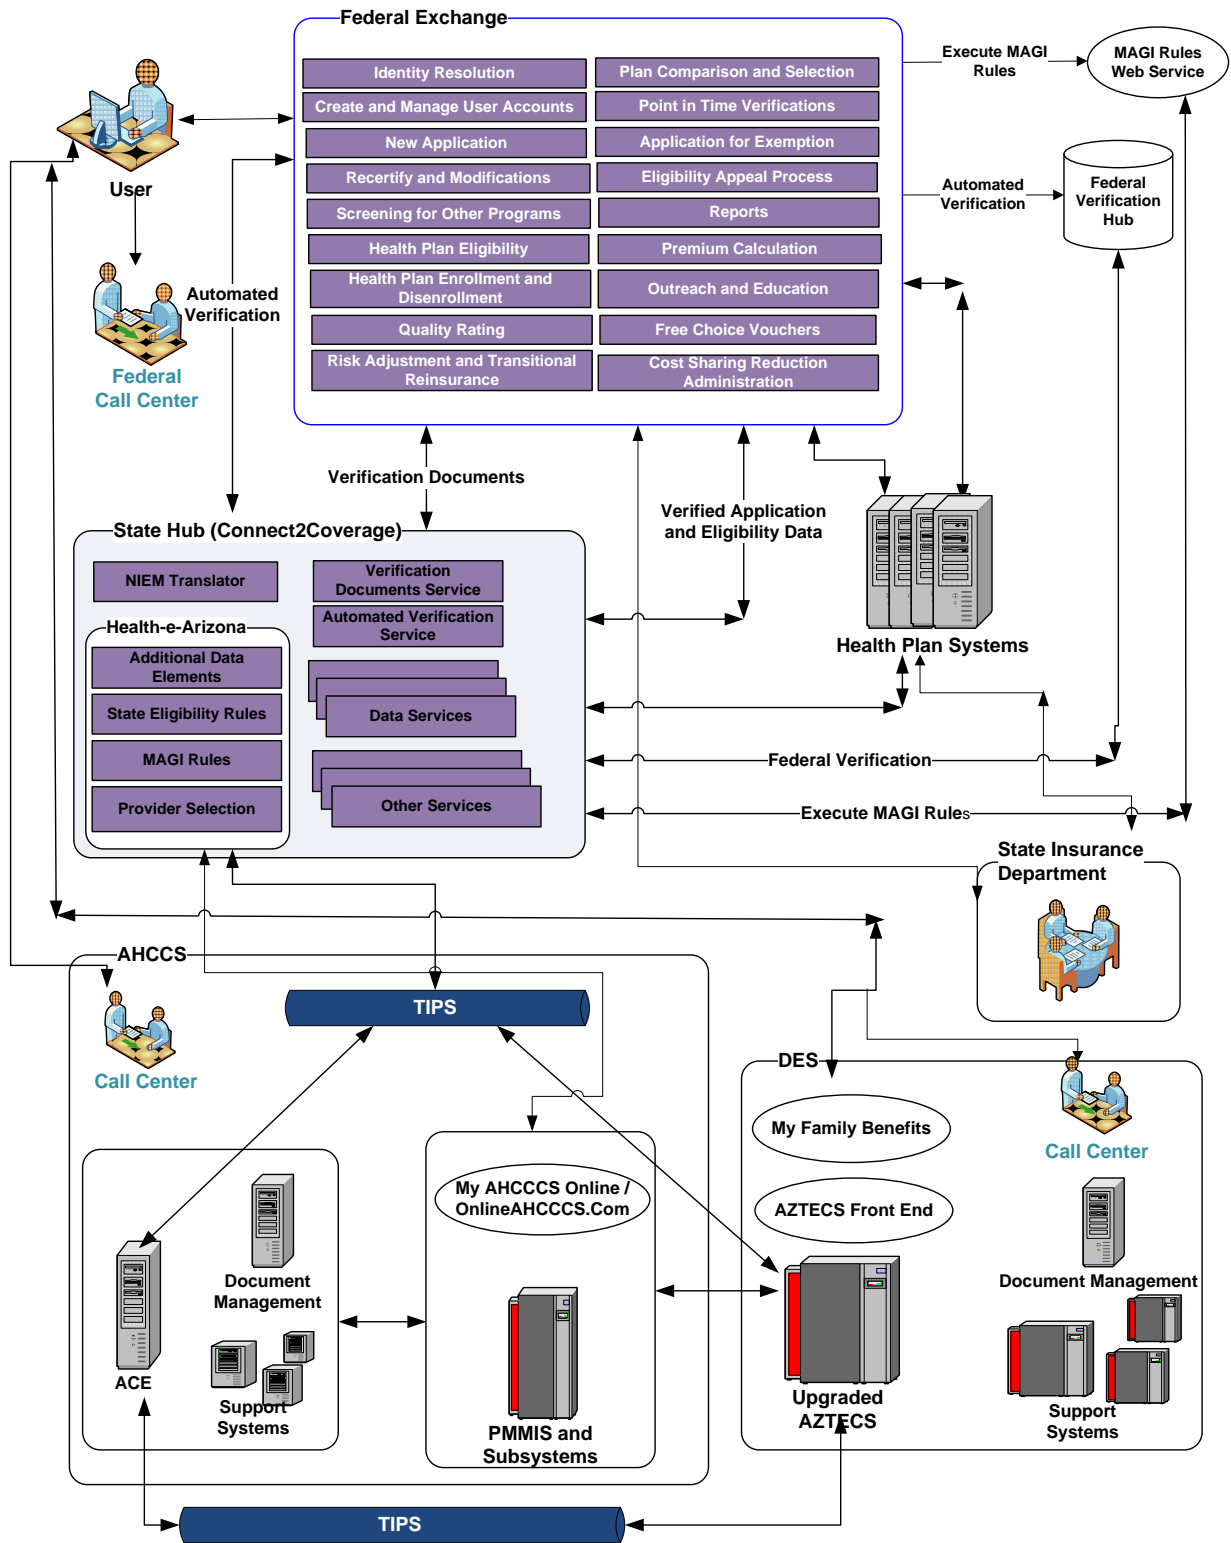 Federal Exchange
Identity Resolution
Create and Manage User Accounts
New Application
Recertify and Modifications
Screening for Other Programs
Health Plan Eligibility
Health Plan Enrollment and
Disenrollment
Quality Rating
Risk Adjustment and Transitional
Reinsurance
Plan Comparison and Selection
Point in Time Verifications
Application for Exemption
Eligibility Appeal Process
Reports
Premium Calculation
Outreach and Education
Free Choice Vouchers
Cost Sharing Reduction
Administration
Execute MAGI
Rules
MAGI Rules
Web Service
Automated
Verification
Federal
Verification
Hub
User
Federal
Call Center
Automated
Verification
Verification Documents
Verified Application
and Eligibility Data
Health Plan Systems
State Hub (Connect2Coverage)
NIEM Translator
Verification
Documents Service
Automated Verification
Service
Health-e-Arizona
Additional Data
Elements
State Eligibility Rules
MAGI Rules
Provider Selection
Data Services
Other Services
Federal Verification
Execute MAGI Rules
State Insurance
Department
AHCCS
TIPS
Call Center
My AHCCCS Online /
OnlineAHCCCS.Com
Document
Management
ACE
Support
Systems
PMMIS and
Subsystems
DES
My Family Benefits
Call Center
AZTECS Front End
Document Management
Upgraded
AZTECS
Support
Systems
TIPS